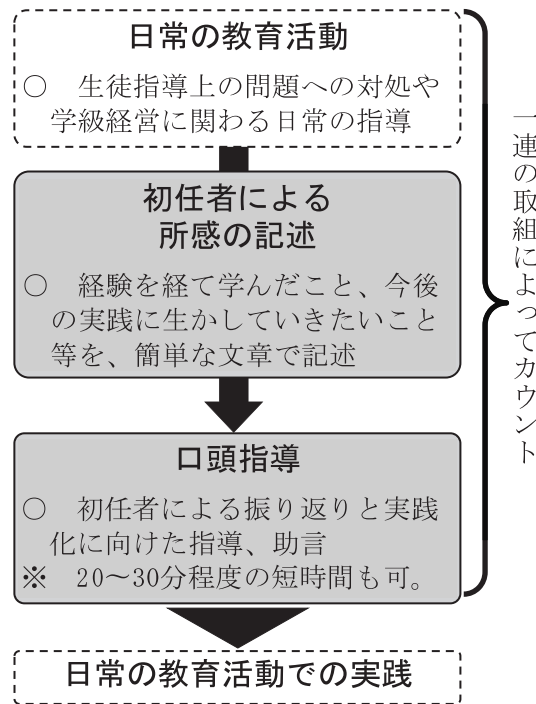 日常の教育活動
○　生徒指導上の問題への対処や
学級経営に関わる日常の指導
初任者による
所感の記述
○　経験を経て学んだこと、今後
の実践に生かしていきたいこと
等を、簡単な文章で記述
口頭指導
○　初任者による振り返りと実践
化に向けた指導、助言
※　20～30分程度の短時間も可。
日常の教育活動での実践
一連の取組によってカウント